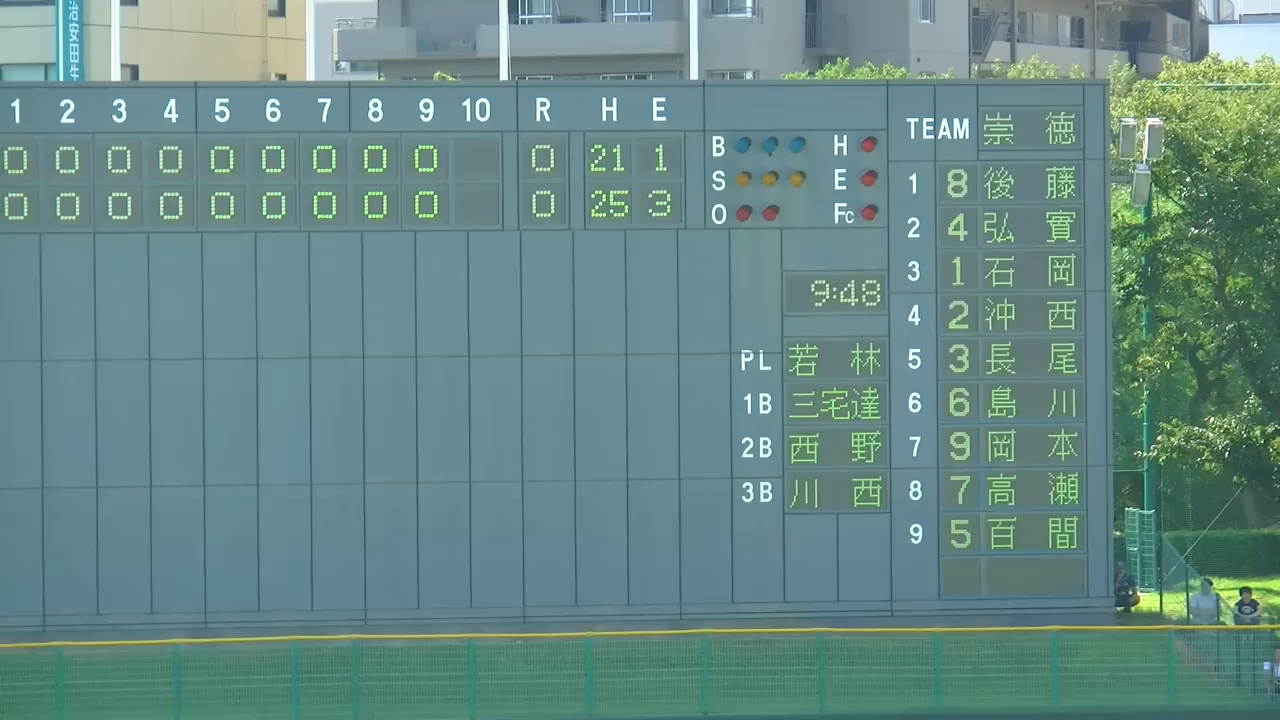 治安田生
1 2 3 4 5 6 7 8 9 10 R H E
0 0 0 0 0 0 0 0 0 0 21 1
0 0 0 0 0 0 0 0 0 0 25 3
B H
S E
O Fc
9:48
PL 若林
1B 三宅達
2B 西野
3B 川西
TEAM 崇徳
1 8 後藤
2 4 弘實
3 1 石岡
4 2 沖西
5 3 長尾
6 6 島川
7 9 岡本
8 7 高瀬
9 5 百間